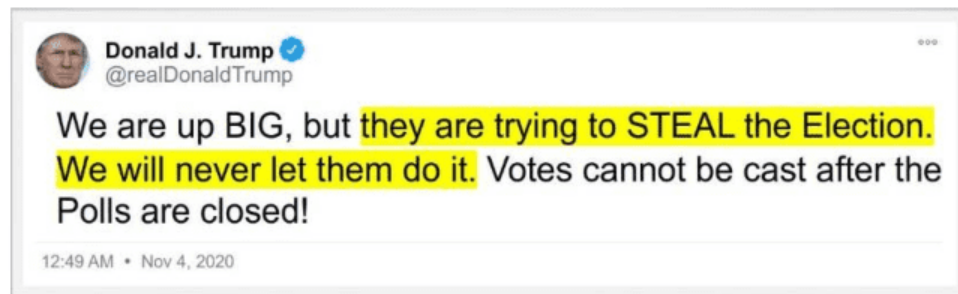 Donald J. Trump
@realDonaldTrump
We are up BIG, but they are trying to STEAL the Election.
We will never let them do it. Votes cannot be cast after the
Polls are closed!
12:49 AM • Nov 4, 2020